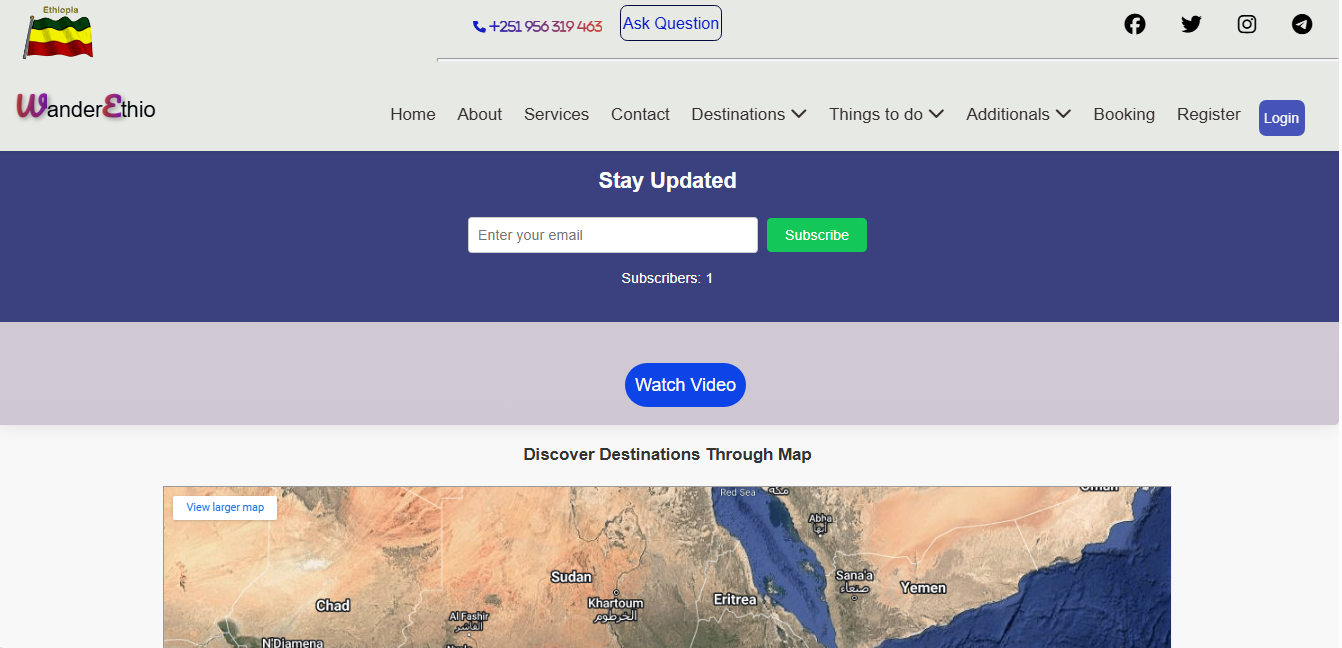 Ethiopia
+251 956 319 463
Ask Question
WanderEthio
Home About Services Contact Destinations Things to do Additionals Booking Register Login
Stay Updated
Enter your email
Subscribe
Subscribers: 1
Watch Video
Discover Destinations Through Map
View larger map
Red Sea
مكة
Oman
Abha
أبها
Sudan
Sana'a
صنعاء
Yemen
Chad
Khartoum
الخرطوم
Eritrea
Al Fashir
الفاشر
N'Djamena